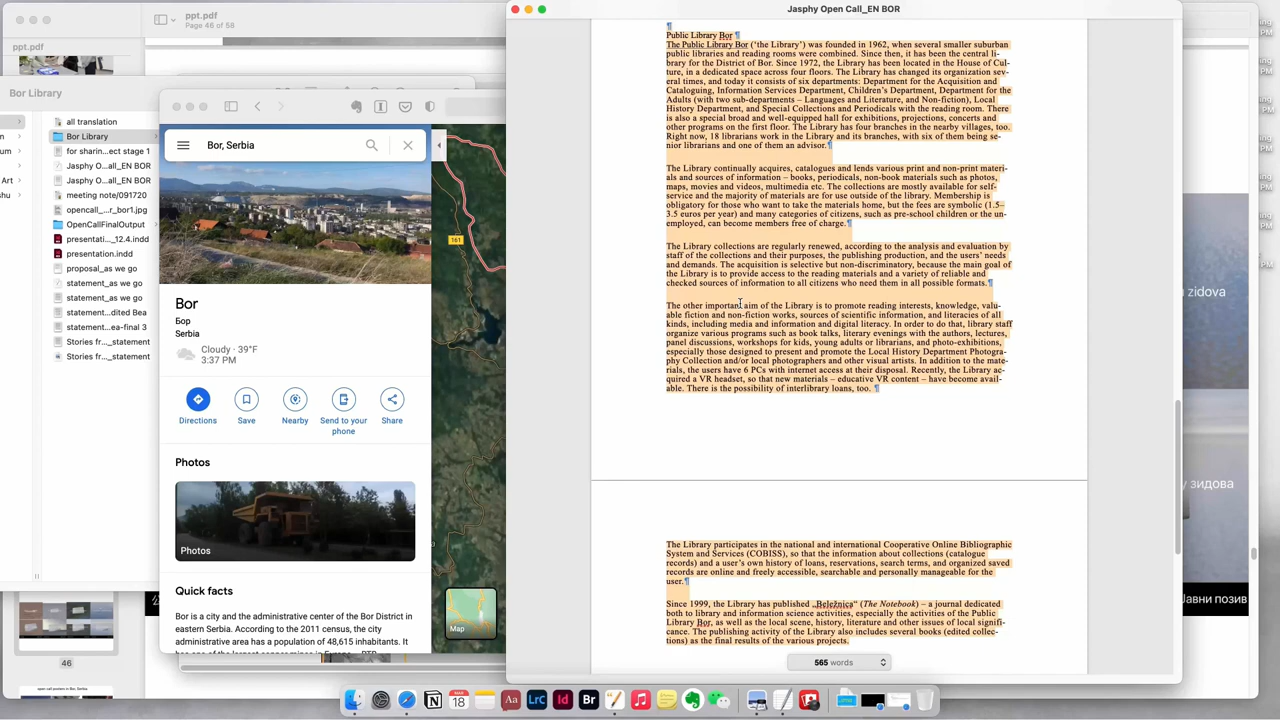 ppt.pdf
Page 46 of 58
ppt.pdf
Bor Library
all translation
Bor Library
for sharin...ect stage 1
Jasphy O...all_EN BOR
Jasphy O...all_EN BOR
meeting note/091720
opencall_...r_bor1.jpg
OpenCallFinalOutput
presentati..._12.4.indd
presentation.indd
proposal_as we go
statement_as we go
statement_as we go
statement...dited Bea
statement...ea-final 3
Stories fr..._statement
Stories fr..._statement
Art
46
open call posters in Bor, Serbia
Bor, Serbia
Bor
Бор
Serbia
Cloudy · 39°F
3:37 PM
Directions
Save
Nearby
Send to your
phone
Share
Photos
Photos
Quick facts
Bor is a city and the administrative center of the Bor District in
eastern Serbia. According to the 2011 census, the city
administrative area has a population of 48,615 inhabitants. It
161
Map
Jasphy Open Call_EN BOR
¶
Public Library Bor ¶
The Public Library Bor (‘the Library’) was founded in 1962, when several smaller suburban
public libraries and reading rooms were combined. Since then, it has been the central li-
brary for the District of Bor. Since 1972, the Library has been located in the House of Cul-
ture, in a dedicated space across four floors. The Library has changed its organization sev-
eral times, and today it consists of six departments: Department for the Acquisition and
Cataloguing, Information Services Department, Children’s Department, Department for the
Adults (with two sub-departments – Languages and Literature, and Non-fiction), Local
History Department, and Special Collections and Periodicals with the reading room. There
is also a special broad and well-equipped hall for exhibitions, projections, concerts and
other programs on the first floor. The Library has four branches in the nearby villages, too.
Right now, 18 librarians work in the Library and its branches, with six of them being se-
nior librarians and one of them an advisor.¶
The Library continually acquires, catalogues and lends various print and non-print materi-
als and sources of information – books, periodicals, non-book materials such as photos,
maps, movies and videos, multimedia etc. The collections are mostly available for self-
service and the majority of materials are for use outside of the library. Membership is
obligatory for those who want to take the materials home, but the fees are symbolic (1.5–
3.5 euros per year) and many categories of citizens, such as pre-school children or the un-
employed, can become members free of charge.¶
The Library collections are regularly renewed, according to the analysis and evaluation by
staff of the collections and their purposes, the publishing production, and the users’ needs
and demands. The acquisition is selective but non-discriminatory, because the main goal of
the Library is to provide access to the reading materials and a variety of reliable and
checked sources of information to all citizens who need them in all possible formats.¶
The other important aim of the Library is to promote reading interests, knowledge, valu-
able fiction and non-fiction works, sources of scientific information, and literacies of all
kinds, including media and information and digital literacy. In order to do that, library staff
organize various programs such as book talks, literary evenings with the authors, lectures,
panel discussions, workshops for kids, young adults or librarians, and photo-exhibitions,
especially those designed to present and promote the Local History Department Photogra-
phy Collection and/or local photographers and other visual artists. In addition to the mate-
rials, the users have 6 PCs with internet access at their disposal. Recently, the Library ac-
quired a VR headset, so that new materials – educative VR content – have become avail-
able. There is the possibility of interlibrary loans, too. ¶
The Library participates in the national and international Cooperative Online Bibliographic
System and Services (COBISS), so that the information about collections (catalogue
records) and a user’s own history of loans, reservations, search terms, and organized saved
records are online and freely accessible, searchable and personally manageable for the
user.¶
Since 1999, the Library has published „Beležnica“ (The Notebook) – a journal dedicated
both to library and information science activities, especially the activities of the Public
Library Bor, as well as the local scene, history, literature and other issues of local signifi-
cance. The publishing activity of the Library also includes several books (edited collec-
tions) as the final results of the various projects.
565 words
zidova
зидова
Јавни позив
PM
PM
PM
MAR
18
Aa
LrC
Id
Br